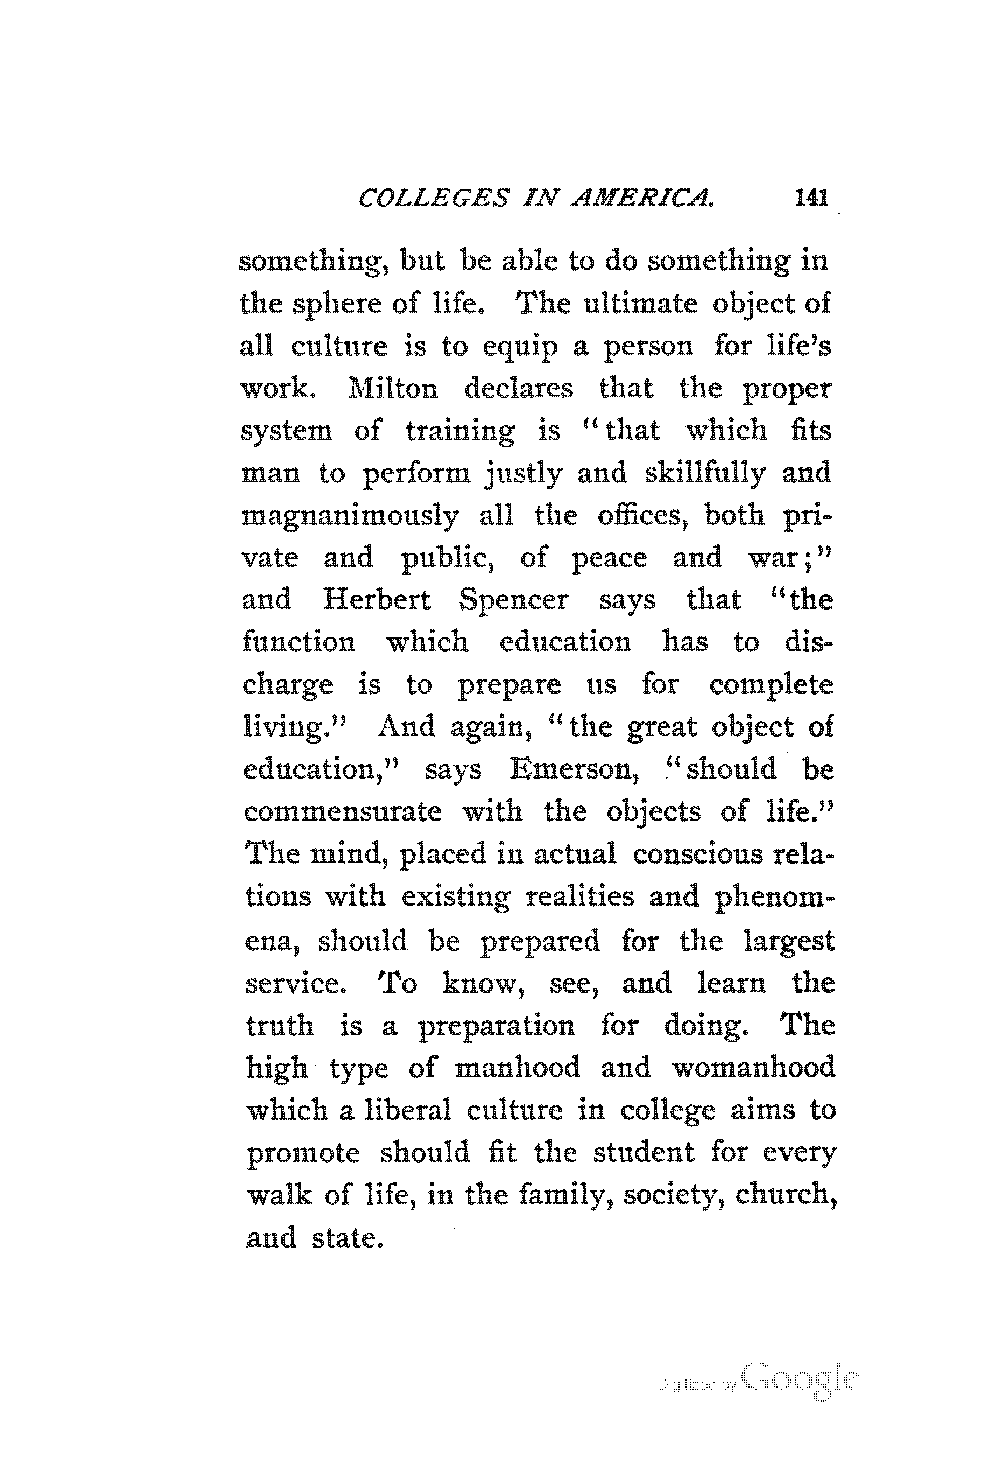 COLLEGES IN AMERICA. 141
something, but be able to do something in
the sphere of life. The ultimate object of
all culture is to equip a person for life's
work. Milton declares that the proper
system of training is "that which fits
man to perform justly and skillfully and
magnanimously all the offices, both pri-
vate and public, of peace and war;"
and Herbert Spencer says that "the
function which education has to dis-
charge is to prepare us for complete
living." And again, "the great object of
education," says Emerson, "should be
commensurate with the objects of life."
The mind, placed in actual conscious rela-
tions with existing realities and phenom-
ena, should be prepared for the largest
service. To know, see, and learn the
truth is a preparation for doing. The
high type of manhood and womanhood
which a liberal culture in college aims to
promote should fit the student for every
walk of life, in the family, society, church,
and state.
Digitized by Google